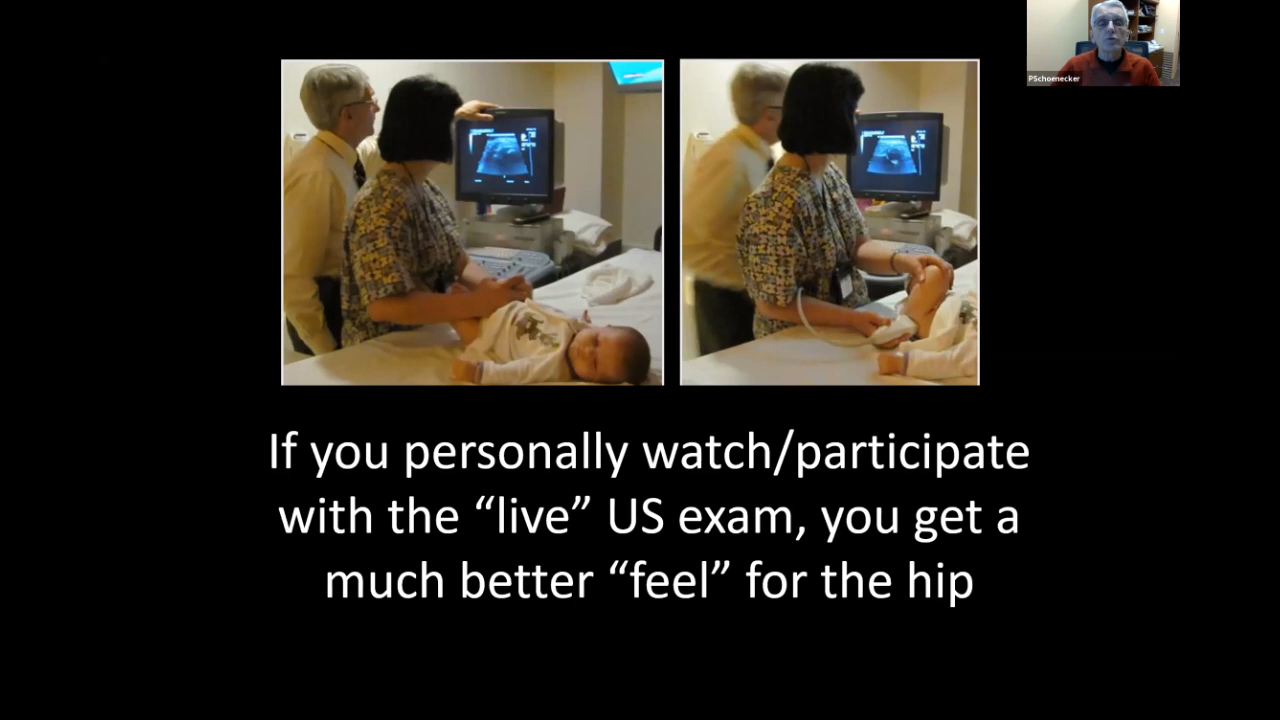 PSchoenecker
If you personally watch/participate
with the “live” US exam, you get a
much better “feel” for the hip